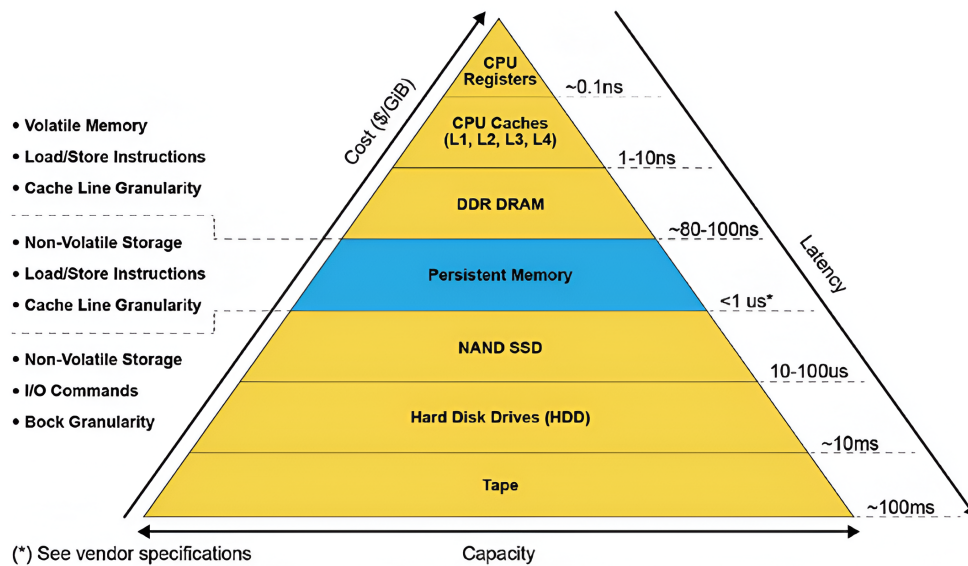 CPU
Registers
~0.1ns
CPU Caches
(L1, L2, L3, L4)
1-10ns
DDR DRAM
~80-100ns
Persistent Memory
<1 us*
NAND SSD
10-100us
Hard Disk Drives (HDD)
~10ms
Tape
~100ms
Cost ($/GiB)
Latency
• Volatile Memory
• Load/Store Instructions
• Cache Line Granularity
• Non-Volatile Storage
• Load/Store Instructions
• Cache Line Granularity
• Non-Volatile Storage
• I/O Commands
• Bock Granularity
(*) See vendor specifications
Capacity